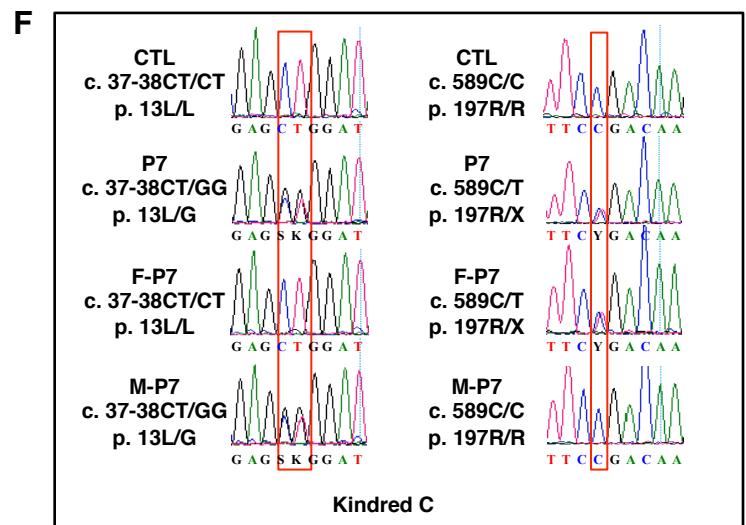 F
CTL
c. 37-38CT/CT
p. 13L/L
G A G C T G G A T
CTL
c. 589C/C
p. 197R/R
T T C C G A C A A
P7
c. 37-38CT/GG
p. 13L/G
G A G S K G G A T
P7
c. 589C/T
p. 197R/X
T T C Y G A C A A
F-P7
c. 37-38CT/CT
p. 13L/L
G A G C T G G A T
F-P7
c. 589C/T
p. 197R/X
T T C Y G A C A A
M-P7
c. 37-38CT/GG
p. 13L/G
G A G S K G G A T
M-P7
c. 589C/C
p. 197R/R
T T C C G A C A A
Kindred C